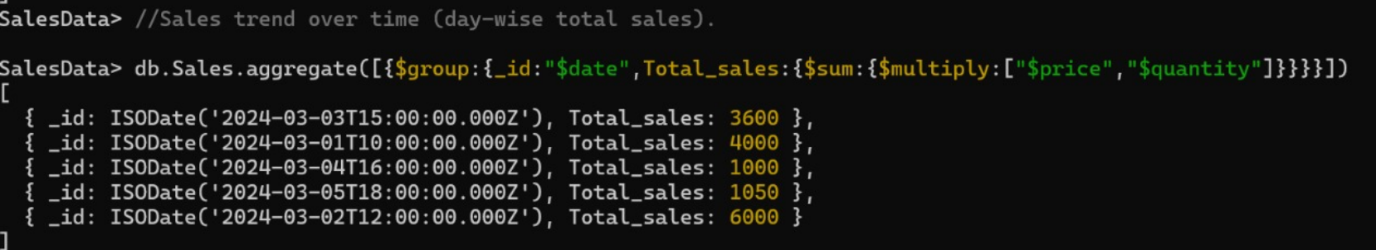 SalesData> //Sales trend over time (day-wise total sales).
SalesData> db.Sales.aggregate([{$group:{_id:"$date",Total_sales:{$sum:{$multiply:["$price","$quantity"]}}}}])
[
  { _id: ISODate('2024-03-03T15:00:00.000Z'), Total_sales: 3600 },
  { _id: ISODate('2024-03-01T10:00:00.000Z'), Total_sales: 4000 },
  { _id: ISODate('2024-03-04T16:00:00.000Z'), Total_sales: 1000 },
  { _id: ISODate('2024-03-05T18:00:00.000Z'), Total_sales: 1050 },
  { _id: ISODate('2024-03-02T12:00:00.000Z'), Total_sales: 6000 }
]